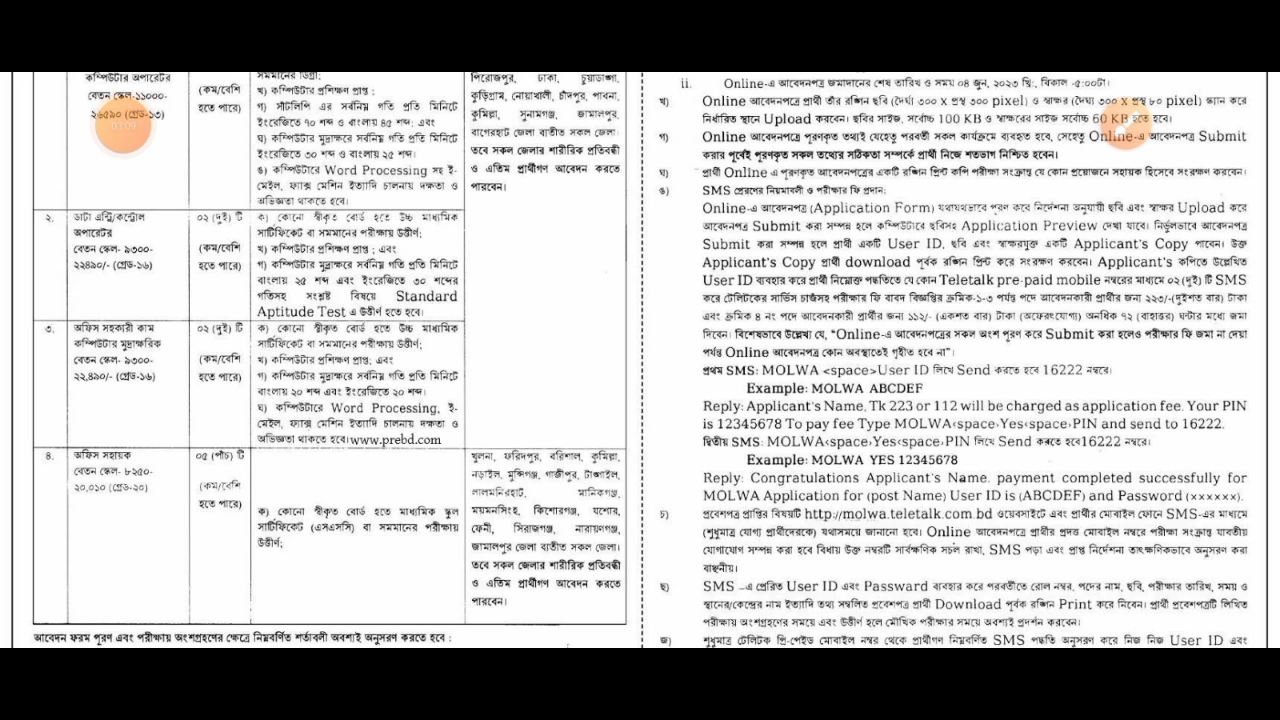 কম্পিউটার অপারেটর
বেতন স্কেল-১১০০০-
২৬৫৯০ (গ্রেড-১৩)
(কম/বেশি
হতে পারে)
সমমানের ডিগ্রী;
খ) কম্পিউটার প্রশিক্ষণ প্রাপ্ত ;
গ) সাঁটলিপি এর সর্বনিম্ন গতি প্রতি মিনিটে
ইংরেজিতে ৭০ শব্দ ও বাংলায় ৪৫ শব্দ; এবং
ঘ) কম্পিউটার মুদ্রাক্ষরে সর্বনিম্ন গতি প্রতি মিনিটে
ইংরেজিতে ৩০ শব্দ ও বাংলায় ২৫ শব্দ।
ঙ) কম্পিউটারে Word Processing সহ ই-
মেইল, ফ্যাক্স মেশিন ইত্যাদি চালনায় দক্ষতা ও
অভিজ্ঞতা থাকতে হবে।
পিরোজপুর, ঢাকা, চুয়াডাঙ্গা,
কুড়িগ্রাম, নোয়াখালী, চাঁদপুর, পাবনা,
কুমিল্লা, সুনামগঞ্জ, জামালপুর,
বাগেরহাট জেলা ব্যতীত সকল জেলা।
তবে সকল জেলার শারীরিক প্রতিবন্ধী
ও এতিম প্রার্থীগণ আবেদন করতে
পারবেন।
২.
ডাটা এন্ট্রি/কন্ট্রোল
অপারেটর
বেতন স্কেল- ৯৩০০-
২২৪৯০/- (গ্রেড-১৬)
০২ (দুই) টি
(কম/বেশি
হতে পারে)
ক) কোনো স্বীকৃত বোর্ড হতে উচ্চ মাধ্যমিক
সার্টিফিকেট বা সমমানের পরীক্ষায় উত্তীর্ণ;
খ) কম্পিউটার প্রশিক্ষণ প্রাপ্ত ; এবং
গ) কম্পিউটার মুদ্রাক্ষরে সর্বনিম্ন গতি প্রতি মিনিটে
বাংলায় ২৫ শব্দ এবং ইংরেজিতে ৩০ শব্দের
গতিসহ সংশ্লষ্ট বিষয়ে Standard
Aptitude Test এ উত্তীর্ণ হতে হবে।
৩.
অফিস সহকারী কাম
কম্পিউটার মুদ্রাক্ষরিক
বেতন স্কেল- ৯৩০০-
২২,৪৯০/- (গ্রেড-১৬)
০২ (দুই) টি
(কম/বেশি
হতে পারে)
ক) কোনো স্বীকৃত বোর্ড হতে উচ্চ মাধ্যমিক
সার্টিফিকেট বা সমমানের পরীক্ষায় উত্তীর্ণ;
খ) কম্পিউটার প্রশিক্ষণ প্রাপ্ত; এবং
গ) কম্পিউটার মুদ্রাক্ষরে সর্বনিম্ন গতি প্রতি মিনিটে
বাংলায় ২০ শব্দ এবং ইংরেজিতে ২০ শব্দ।
ঘ) কম্পিউটারে Word Processing, ই-
মেইল, ফ্যাক্স মেশিন ইত্যাদি চালনায় দক্ষতা ও
অভিজ্ঞতা থাকতে হবে। www.prebd.com
৪.
অফিস সহায়ক
বেতন স্কেল- ৮২৫০-
২০,০১০ (গ্রেড-২০)
০৫ (পাঁচ) টি
(কম/বেশি
হতে পারে)
ক) কোনো স্বীকৃত বোর্ড হতে মাধ্যমিক স্কুল
সার্টিফিকেট (এসএসসি) বা সমমানের পরীক্ষায়
উত্তীর্ণ;
খুলনা, ফরিদপুর, বরিশাল, কুমিল্লা,
নড়াইল, মুন্সিগঞ্জ, গাজীপুর, টাঙ্গাইল,
লালমনিরহাট, মানিকগঞ্জ,
ময়মনসিংহ, কিশোরগঞ্জ, যশোর,
ফেনী, সিরাজগঞ্জ, নারায়ণগঞ্জ,
জামালপুর জেলা ব্যতীত সকল জেলা।
তবে সকল জেলার শারীরিক প্রতিবন্ধী
ও এতিম প্রার্থীগণ আবেদন করতে
পারবেন।
আবেদন ফরম পূরণ এবং পরীক্ষায় অংশগ্রহণের ক্ষেত্রে নিম্নবর্ণিত শর্তাবলী অবশ্যই অনুসরণ করতে হবে :
ii. Online-এ আবেদনপত্র জমাদানের শেষ তারিখ ও সময় ০৪ জুন, ২০২৩ খ্রি:, বিকাল -৫:০০টা।
খ) Online আবেদনপত্রে প্রার্থী তাঁর রঙ্গিন ছবি (দৈর্ঘ্য ৩০০ x প্রস্থ ৩০০ pixel) ও স্বাক্ষর (দৈর্ঘ্য ৩০০ x প্রস্থ ৮০ pixel) স্ক্যান করে
নির্ধারিত স্থানে Upload করবেন। ছবির সাইজ, সর্বোচ্চ 100 KB ও স্বাক্ষরের সাইজ সর্বোচ্চ 60 KB হতে হবে।
গ) Online আবেদনপত্রে পূরণকৃত তথ্যই যেহেতু পরবর্তী সকল কার্যক্রমে ব্যবহৃত হবে, সেহেতু Online-এ আবেদনপত্র Submit
করার পূর্বেই পূরণকৃত সকল তথ্যের সঠিকতা সম্পর্কে প্রার্থী নিজে শতভাগ নিশ্চিত হবেন।
ঘ) প্রার্থী Online এ পূরণকৃত আবেদনপত্রের একটি রঙ্গিন প্রিন্ট কপি পরীক্ষা সংক্রান্ত যে কোন প্রয়োজনে সহায়ক হিসেবে সংরক্ষণ করবেন।
ঙ) SMS প্রেরণের নিয়মাবলী ও পরীক্ষার ফি প্রদান:
Online-এ আবেদনপত্র (Application Form) যথাযথভাবে পূরণ করে নির্দেশনা অনুযায়ী ছবি এবং স্বাক্ষর Upload করে
আবেদনপত্র Submit করা সম্পন্ন হলে কম্পিউটারে ছবিসহ Application Preview দেখা যাবে। নির্ভুলভাবে আবেদনপত্র
Submit করা সম্পন্ন হলে প্রার্থী একটি User ID, ছবি এবং স্বাক্ষরযুক্ত একটি Applicant's Copy পাবেন। উক্ত
Applicant's Copy প্রার্থী download পূর্বক রঙ্গিন প্রিন্ট করে সংরক্ষণ করবেন। Applicant's কপিতে উল্লেখিত
User ID ব্যবহার করে প্রার্থী নিম্নোক্ত পদ্ধতিতে যে কোন Teletalk pre-paid mobile নম্বরের মাধ্যমে ০২(দুই) টি SMS
করে টেলিটকের সার্ভিস চার্জসহ পরীক্ষার ফি বাবদ বিজ্ঞপ্তির ক্রমিক-১-৩ পর্যন্ত পদে আবেদনকারী প্রার্থীর জন্য ২২৩/-(দুইশত বার) টাকা
এবং ক্রমিক ৪ নং পদে আবেদনকারী প্রার্থীর জন্য ১১২/- (একশত বার) টাকা (অফেরৎযোগ্য) অনধিক ৭২ (বাহাত্তর) ঘন্টার মধ্যে জমা
দিবেন। বিশেষভাবে উল্লেখ্য যে, "Online-এ আবেদনপত্রের সকল অংশ পূরণ করে Submit করা হলেও পরীক্ষার ফি জমা না দেয়া
পর্যন্ত Online আবেদনপত্র কোন অবস্থাতেই গৃহীত হবে না"।
প্রথম SMS: MOLWA <space>User ID লিখে Send করতে হবে 16222 নম্বরে।
Example: MOLWA ABCDEF
Reply: Applicant's Name, Tk 223 or 112 will be charged as application fee. Your PIN
is 12345678 To pay fee Type MOLWA<space>Yes<space>PIN and send to 16222.
দ্বিতীয় SMS: MOLWA<space>Yes<space>PIN লিখে Send করতে হবে16222 নম্বরে।
Example: MOLWA YES 12345678
Reply: Congratulations Applicant's Name. payment completed successfully for
MOLWA Application for (post Name) User ID is (ABCDEF) and Password (xxxxxx).
চ) প্রবেশপত্র প্রাপ্তির বিষয়টি http://molwa.teletalk.com.bd ওয়েবসাইটে এবং প্রার্থীর মোবাইল ফোনে SMS-এর মাধ্যমে
(শুধুমাত্র যোগ্য প্রার্থীদেরকে) যথাসময়ে জানানো হবে। Online আবেদনপত্রে প্রার্থীর প্রদত্ত মোবাইল নম্বরে পরীক্ষা সংক্রান্ত যাবতীয়
যোগাযোগ সম্পন্ন করা হবে বিধায় উক্ত নম্বরটি সার্বক্ষণিক সচল রাখা, SMS পড়া এবং প্রাপ্ত নির্দেশনা তাৎক্ষণিকভাবে অনুসরণ করা
বাঞ্ছনীয়।
ছ) SMS –এ প্রেরিত User ID এবং Password ব্যবহার করে পরবর্তীতে রোল নম্বর, পদের নাম, ছবি, পরীক্ষার তারিখ, সময় ও
স্থানের/কেন্দ্রের নাম ইত্যাদি তথ্য সম্বলিত প্রবেশপত্র প্রার্থী Download পূর্বক রঙ্গিন Print করে নিবেন। প্রার্থী প্রবেশপত্রটি লিখিত
পরীক্ষায় অংশগ্রহণের সময়ে এবং উত্তীর্ণ হলে মৌখিক পরীক্ষার সময়ে অবশ্যই প্রদর্শন করবেন।
জ) শুধুমাত্র টেলিটক প্রি-পেইড মোবাইল নম্বর থেকে প্রার্থীগণ নিম্নবর্ণিত SMS পদ্ধতি অনুসরণ করে নিজ নিজ User ID এবং